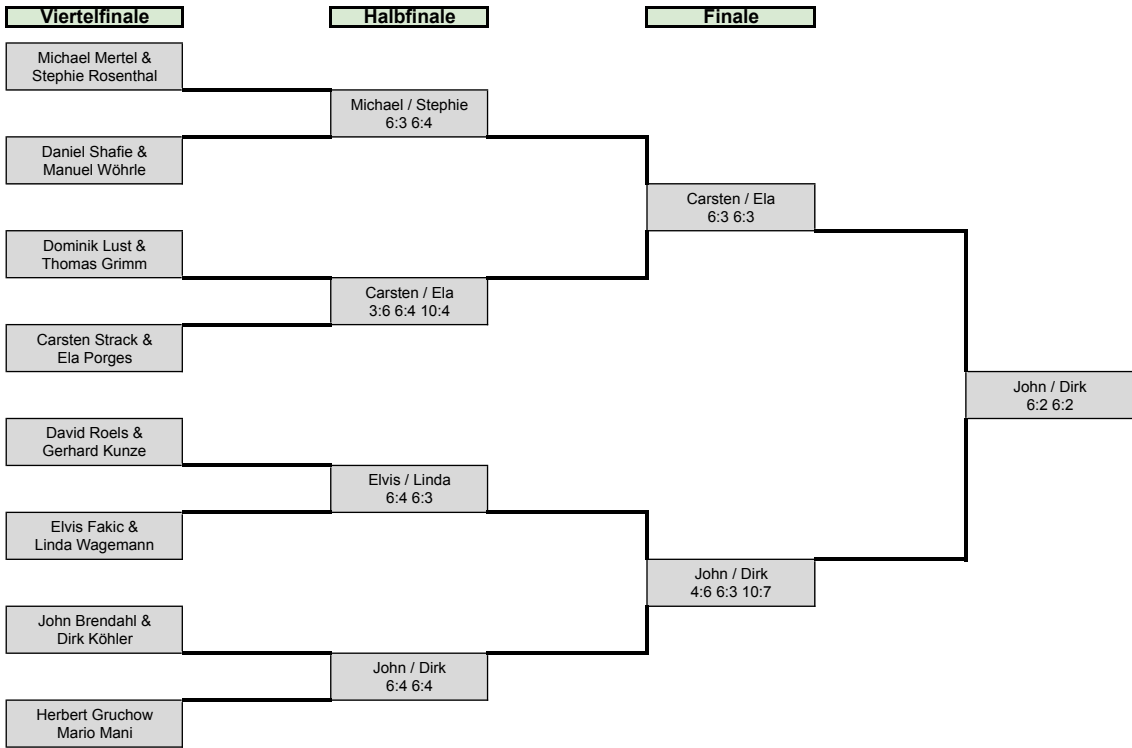 Viertelfinale
Halbfinale
Finale
Michael Mertel &
Stephie Rosenthal
Michael / Stephie
6:3 6:4
Daniel Shafie &
Manuel Wöhrle
Carsten / Ela
6:3 6:3
Dominik Lust &
Thomas Grimm
Carsten / Ela
3:6 6:4 10:4
Carsten Strack &
Ela Porges
John / Dirk
6:2 6:2
David Roels &
Gerhard Kunze
Elvis / Linda
6:4 6:3
Elvis Fakic &
Linda Wagemann
John / Dirk
4:6 6:3 10:7
John Brendahl &
Dirk Köhler
John / Dirk
6:4 6:4
Herbert Gruchow
Mario Mani